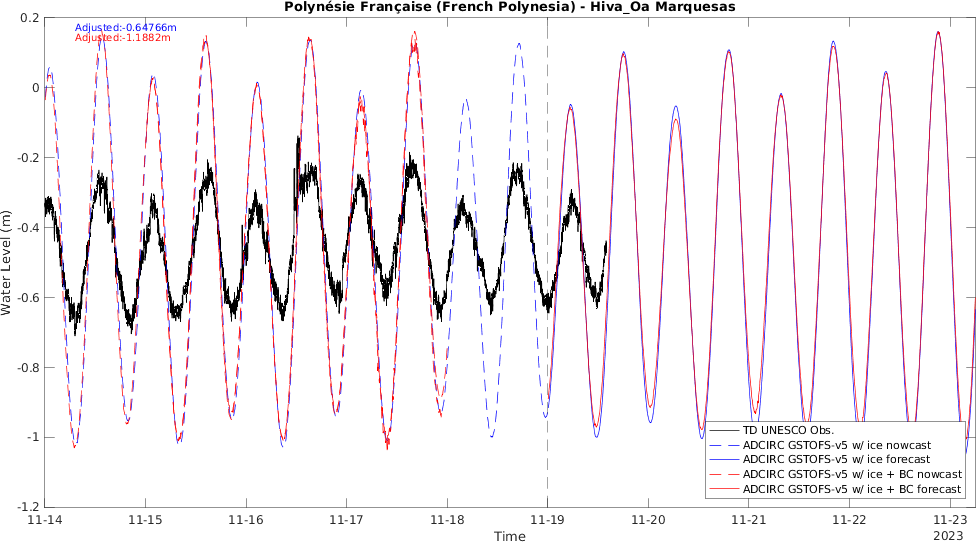 Polynésie Française (French Polynesia) - Hiva_Oa Marquesas
0.2
Adjusted:-0.64766m
Adjusted:-1.1882m
0
-0.2
-0.4
-0.6
-0.8
-1
-1.2
Water Level (m)
TD UNESCO Obs.
ADCIRC GSTOFS-v5 w/ ice nowcast
ADCIRC GSTOFS-v5 w/ ice forecast
ADCIRC GSTOFS-v5 w/ ice + BC nowcast
ADCIRC GSTOFS-v5 w/ ice + BC forecast
11-14 11-15 11-16 11-17 11-18 11-19 11-20 11-21 11-22 11-23
Time
2023